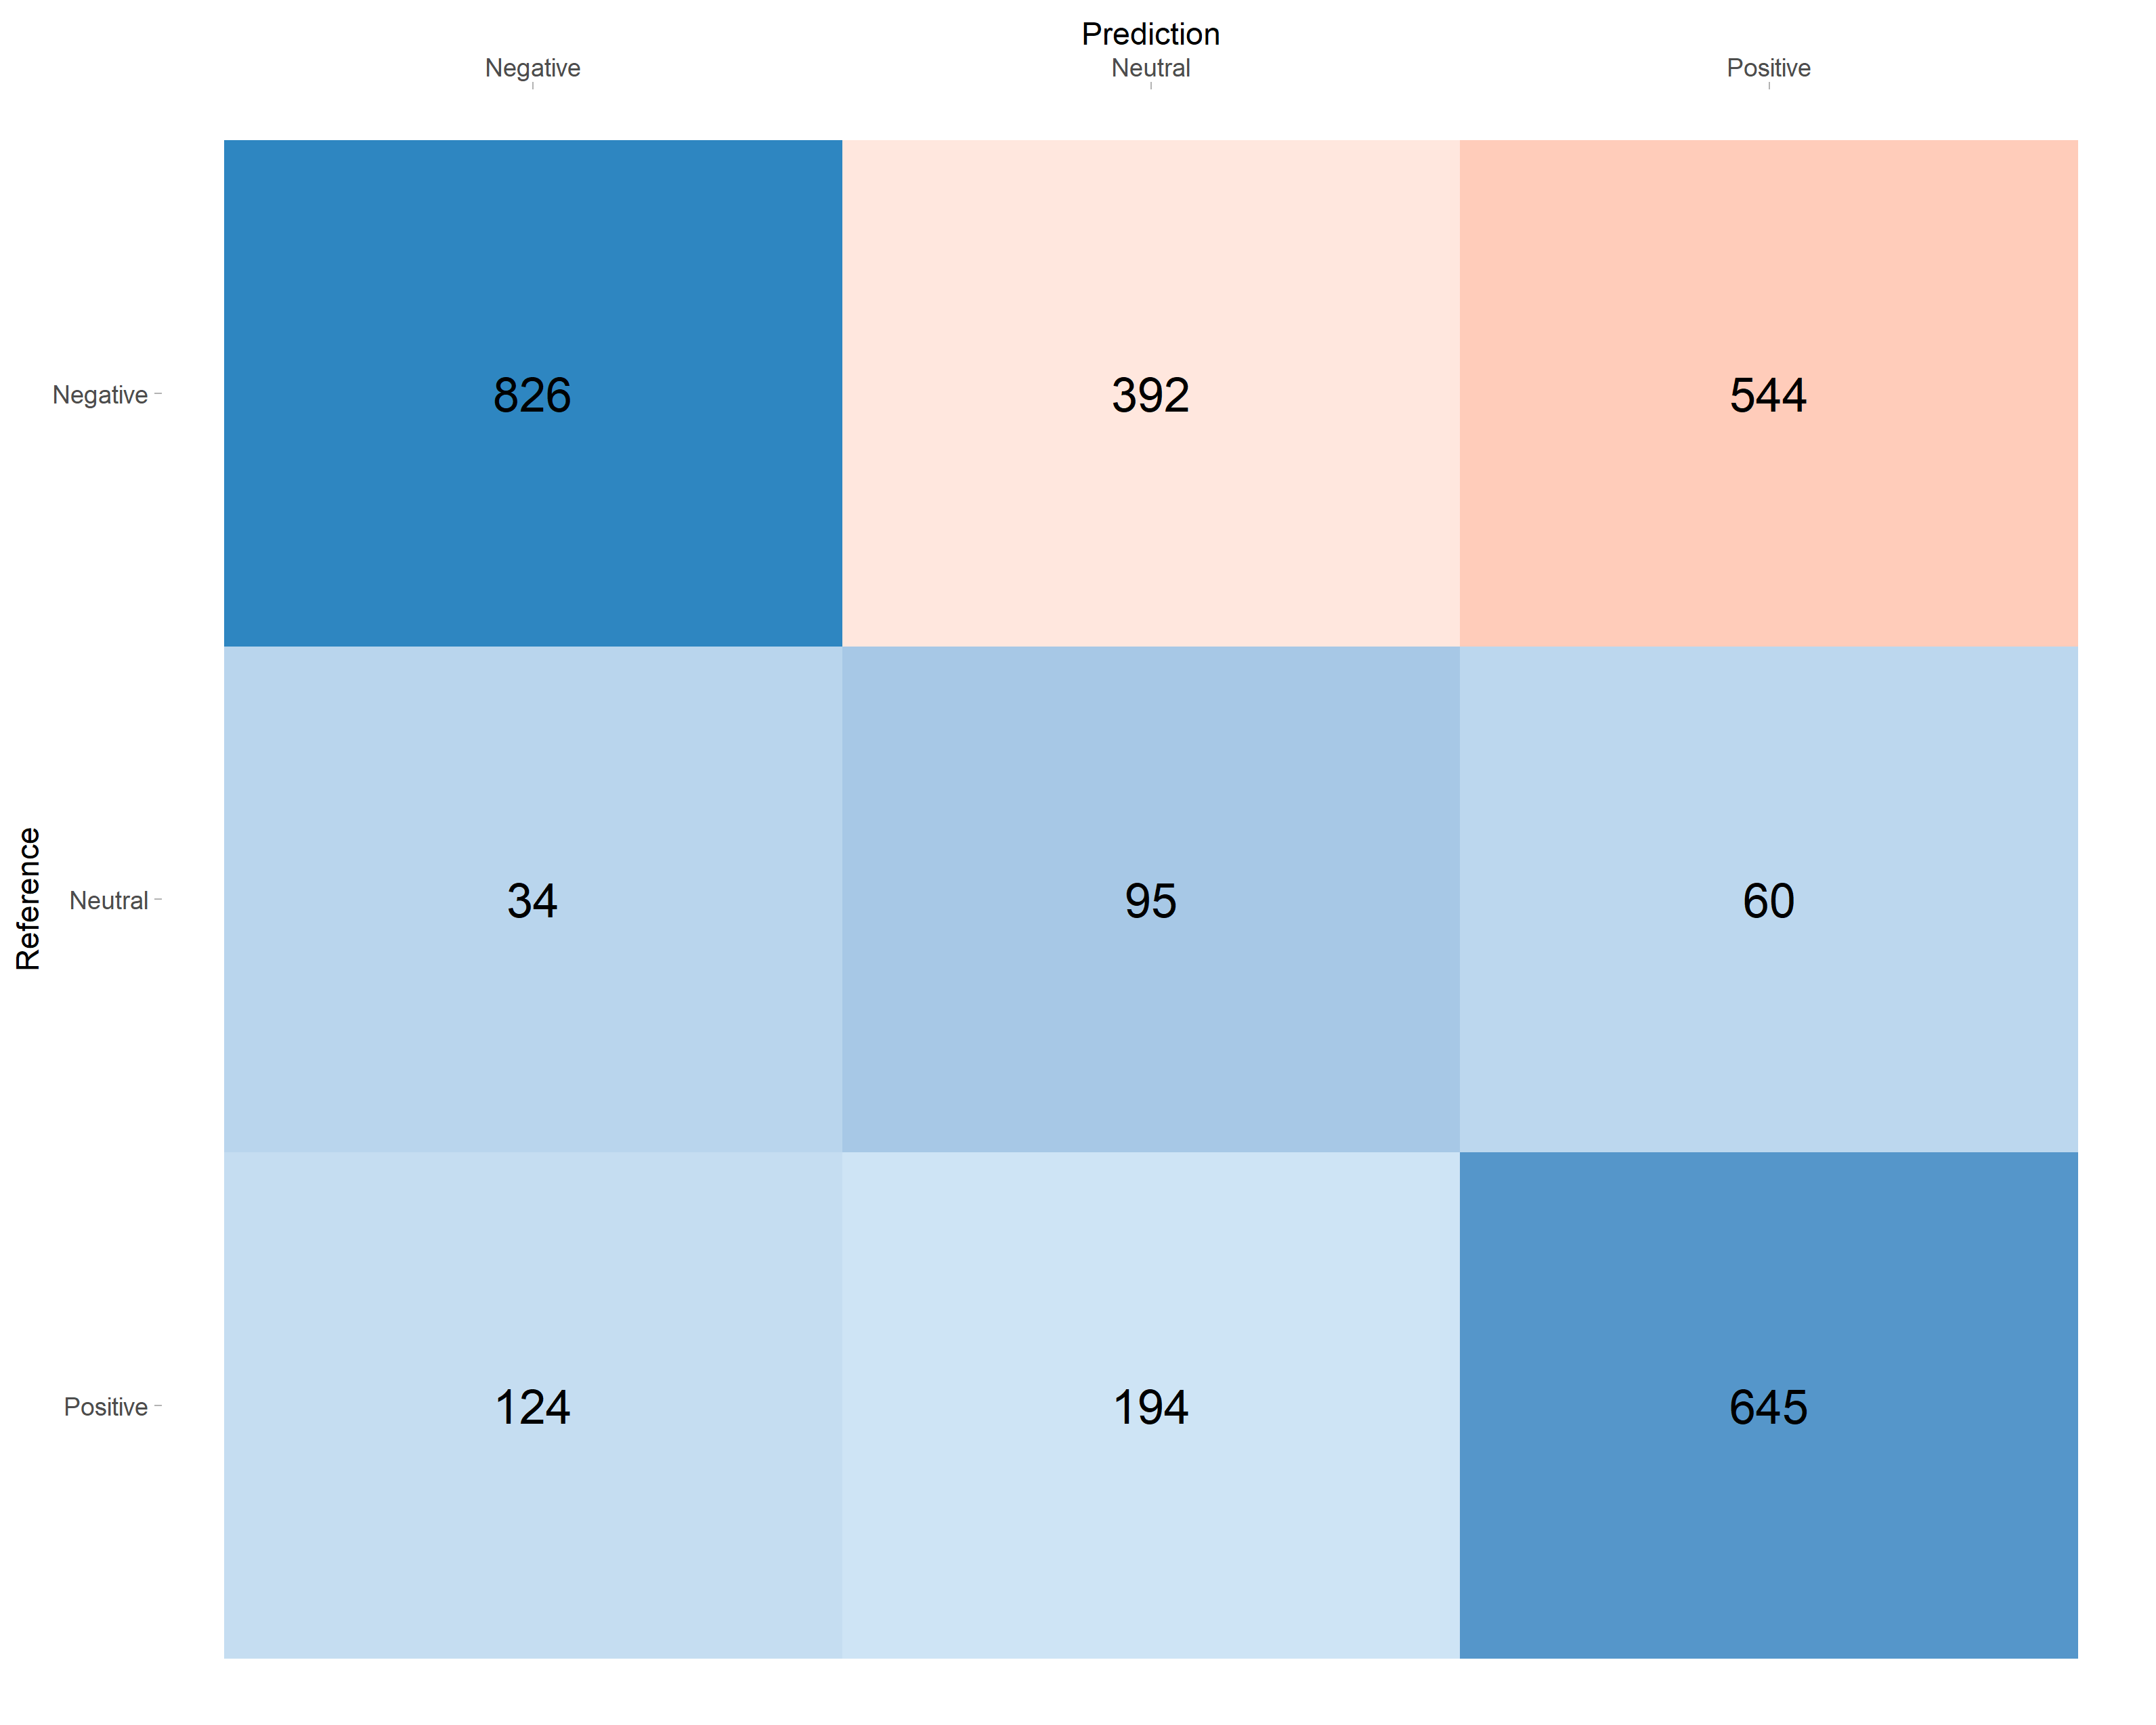 Prediction
Negative Neutral Positive
Negative 826 392 544
Reference
Neutral 34 95 60
Positive 124 194 645